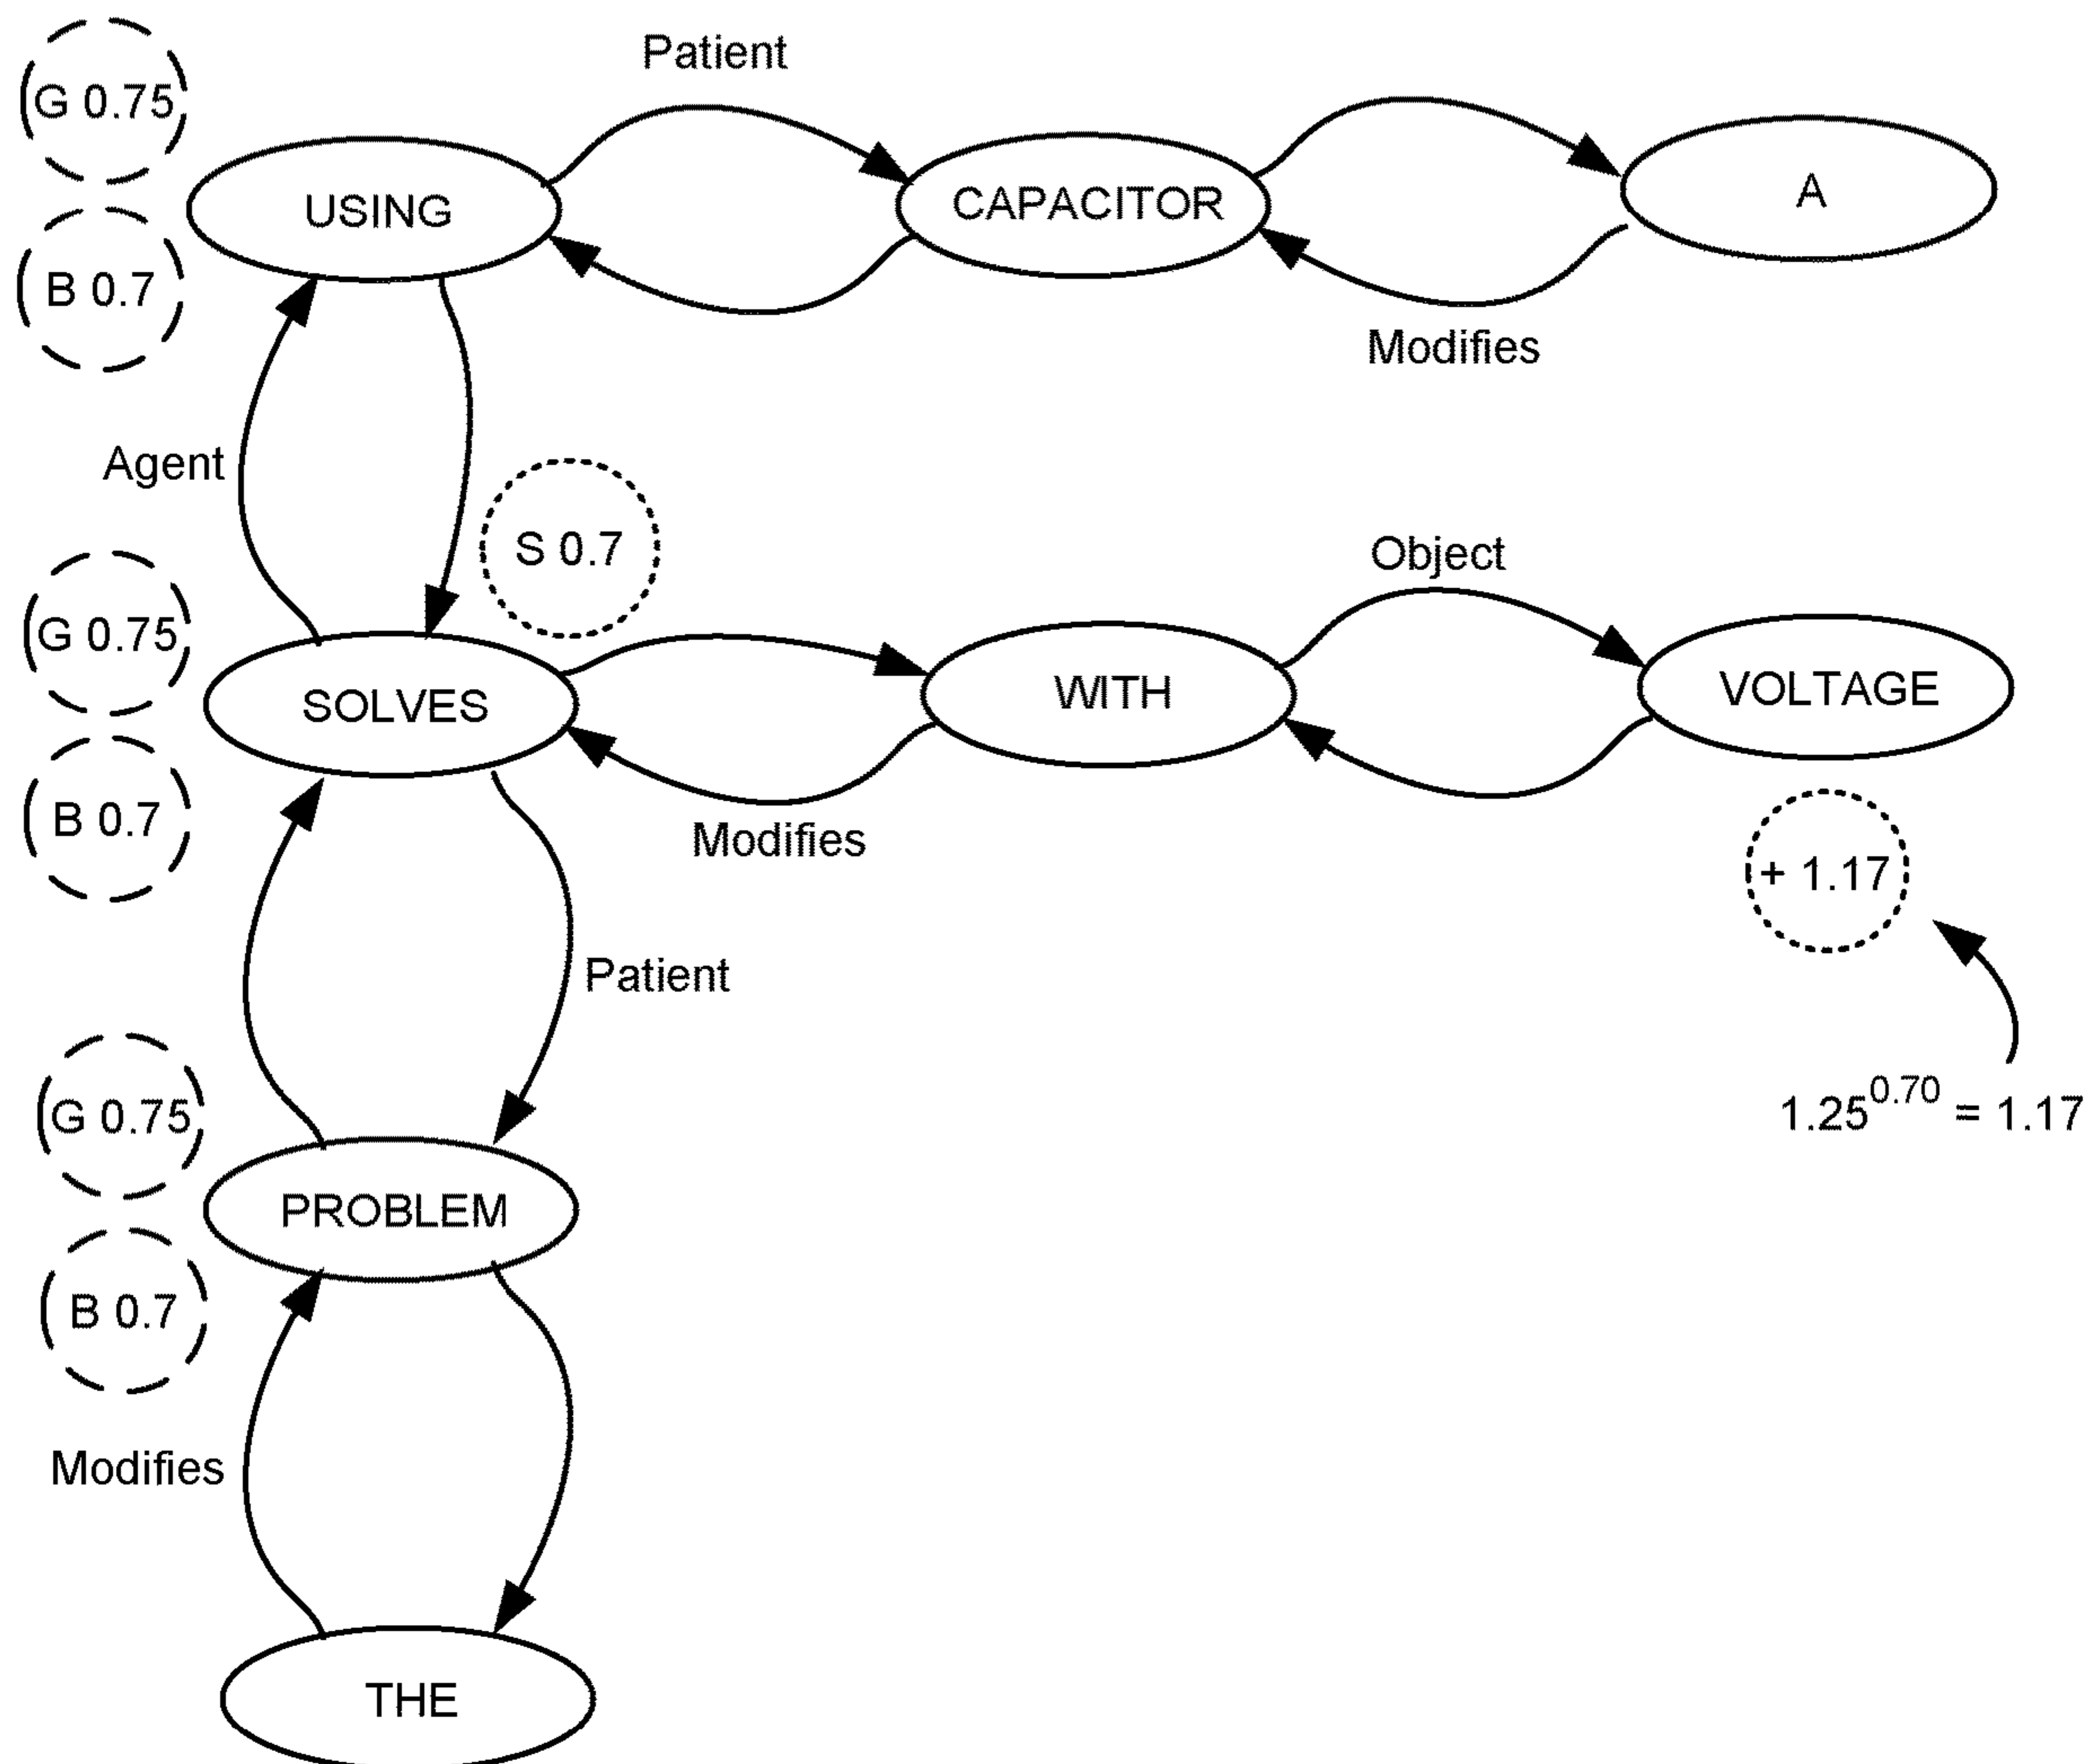 Patient
G 0.75
USING
CAPACITOR
A
B 0.7
Modifies
Agent
S 0.7
Object
G 0.75
SOLVES
WITH
VOLTAGE
B 0.7
Modifies
+ 1.17
Patient
G 0.75
1.25^0.70 = 1.17
PROBLEM
B 0.7
Modifies
THE